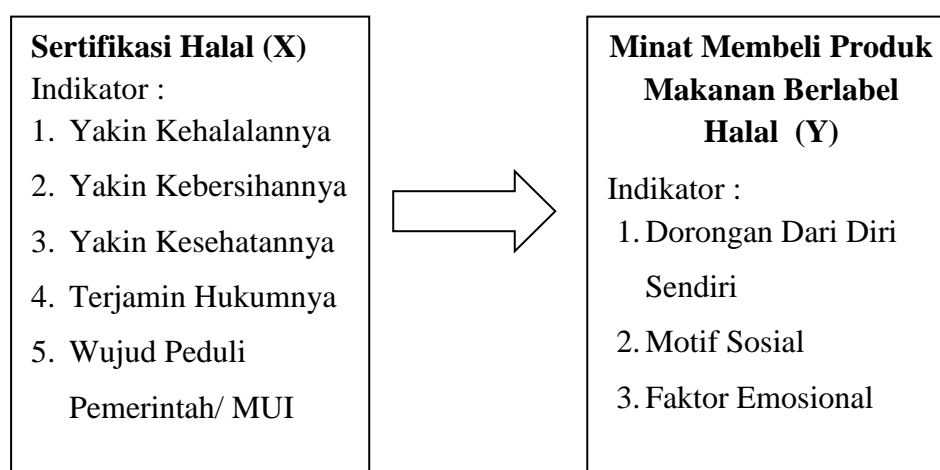 Sertifikasi Halal (X)
Indikator :
1. Yakin Kehalalannya
2. Yakin Kebersihannya
3. Yakin Kesehatannya
4. Terjamin Hukumnya
5. Wujud Peduli
Pemerintah/ MUI
Minat Membeli Produk
Makanan Berlabel
Halal (Y)
Indikator :
1. Dorongan Dari Diri
Sendiri
2. Motif Sosial
3. Faktor Emosional